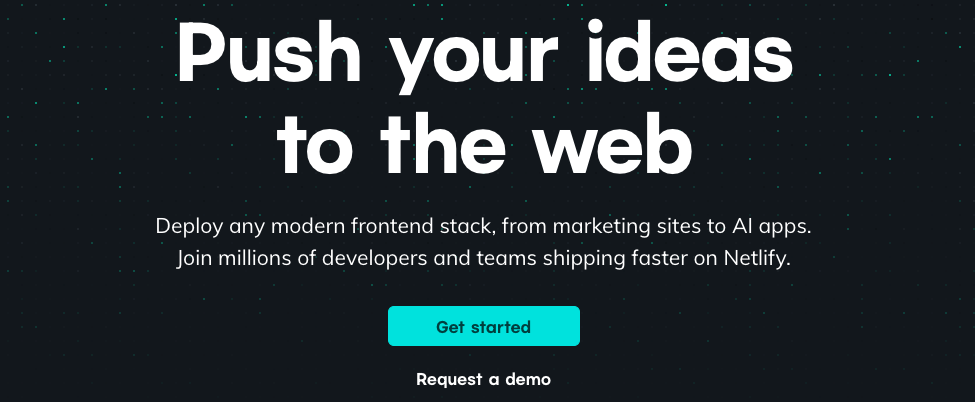 Push your ideas
to the web
Deploy any modern frontend stack, from marketing sites to AI apps.
Join millions of developers and teams shipping faster on Netlify.
Get started
Request a demo